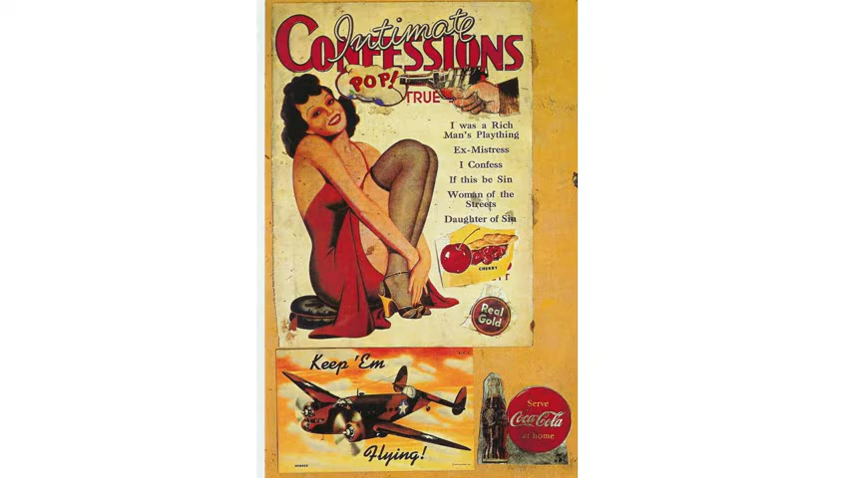 Intimate
CONFESSIONS
POP!
TRUE
I was a Rich
Man's Plaything
Ex-Mistress
I Confess
If this be Sin
Woman of the
Streets
Daughter of Sin
CHERRY
Real
Gold
Keep 'Em
Flying!
Serve
Coca-Cola
at home